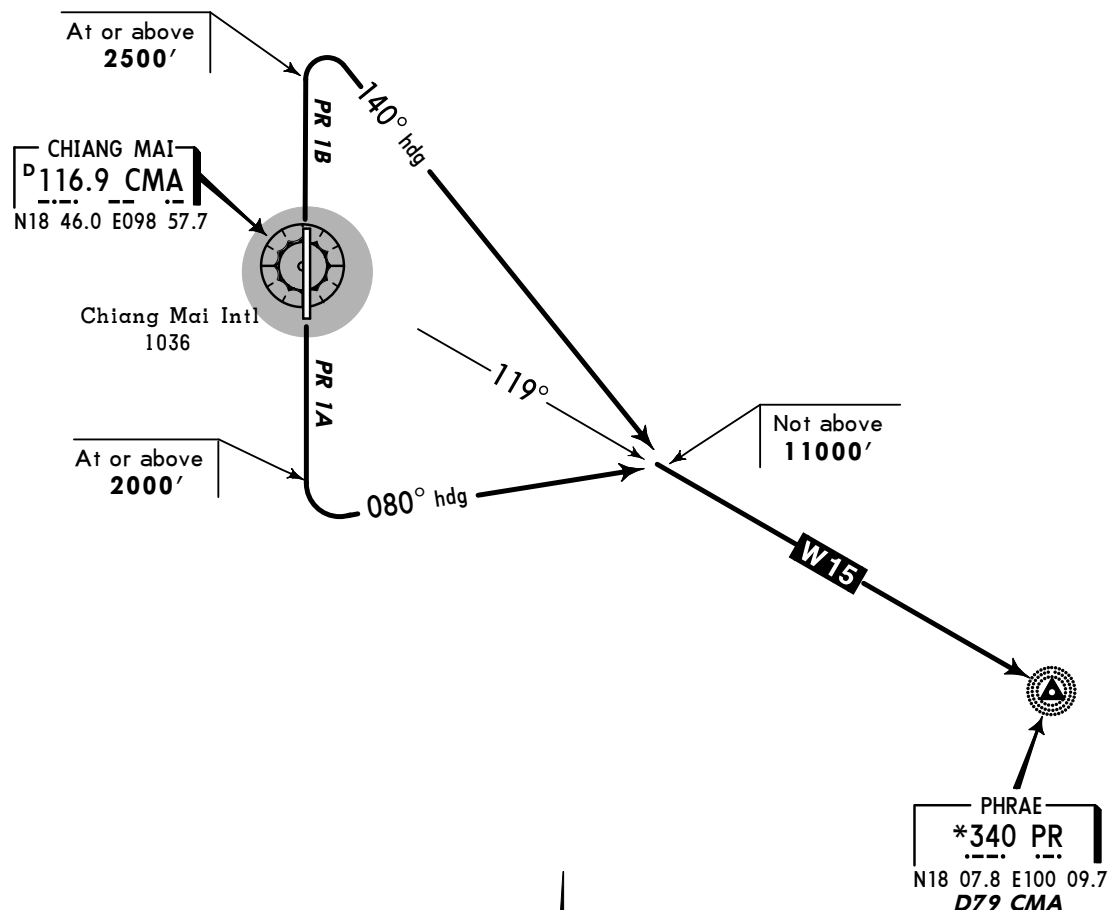 At or above
2500′
140° hdg
PR 1B
CHIANG MAI
D 116.9 CMA
N18 46.0 E098 57.7
Chiang Mai Intl
1036
PR 1A
119°
Not above
11000′
At or above
2000′
080° hdg
W15
PHRAE
*340 PR
N18 07.8 E100 09.7
D79 CMA